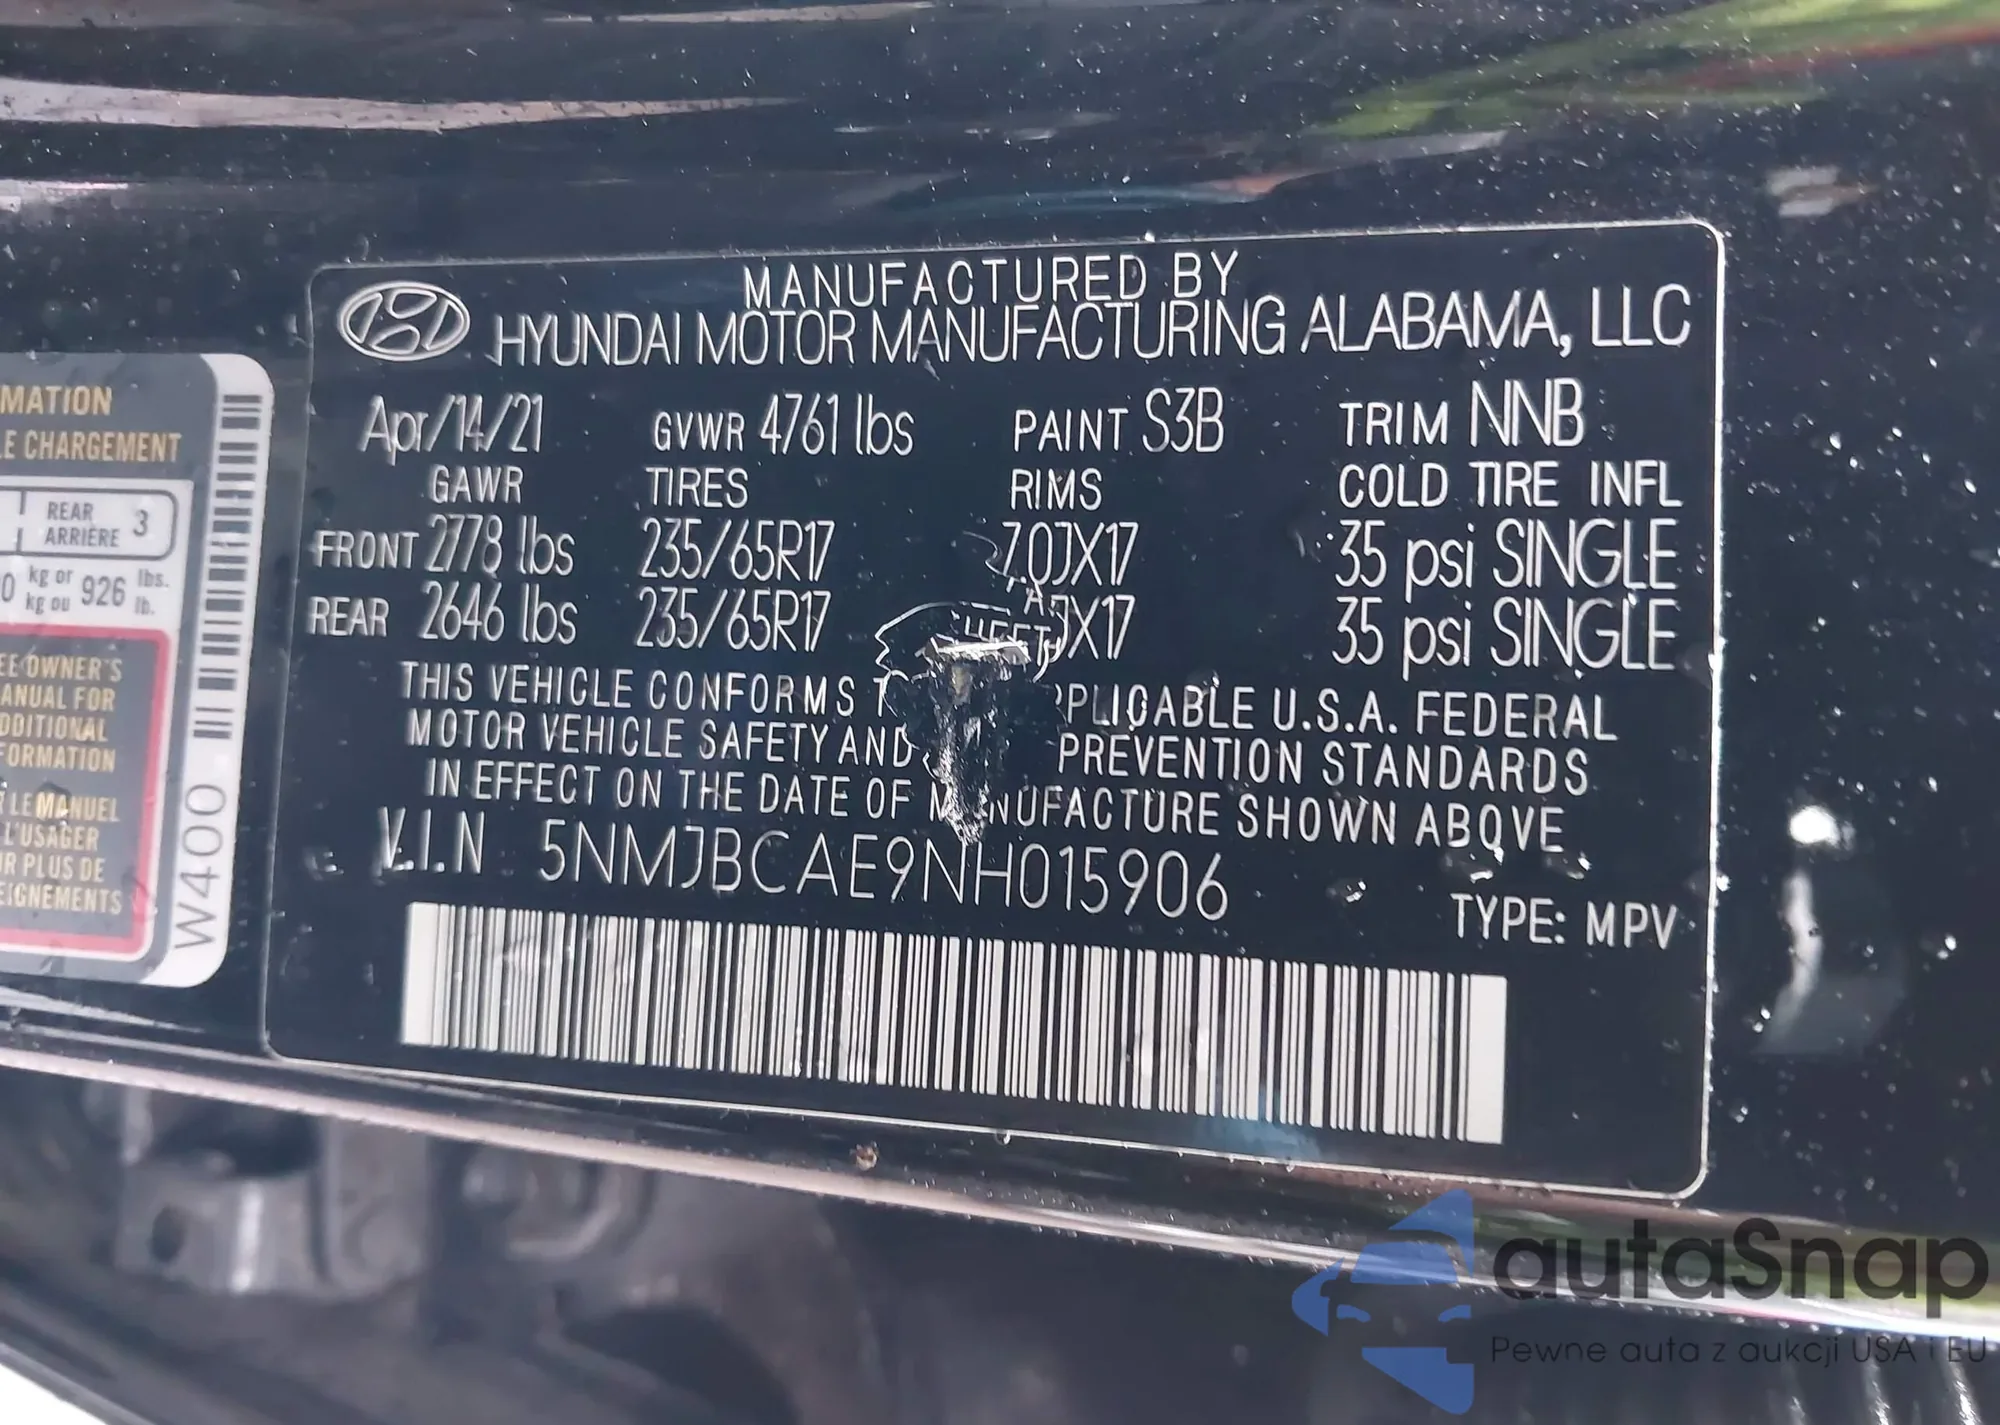 MATION
LE CHARGEMENT
REAR
ARRIÈRE 3
0 kg or 926 lbs.
kg ou lb.
EE OWNER'S
ANUAL FOR
DDITIONAL
FORMATION
R LE MANUEL
L'USAGER
UR PLUS DE
EIGNEMENTS
W400
MANUFACTURED BY
HYUNDAI MOTOR MANUFACTURING ALABAMA, LLC
Apr/14/21 GVWR 4761 lbs PAINT S3B TRIM NNB
GAWR TIRES RIMS COLD TIRE INFL
FRONT 2778 lbs 235/65R17 7.0JX17 35 psi SINGLE
REAR 2646 lbs 235/65R17 JX17 35 psi SINGLE
THIS VEHICLE CONFORMS T PLICABLE U.S.A. FEDERAL
MOTOR VEHICLE SAFETY AND PREVENTION STANDARDS
IN EFFECT ON THE DATE OF MANUFACTURE SHOWN ABOVE
V.I.N 5NMJBCAE9NH015906
TYPE: MPV
autaSnap
Pewne auta z aukcji USA i EU